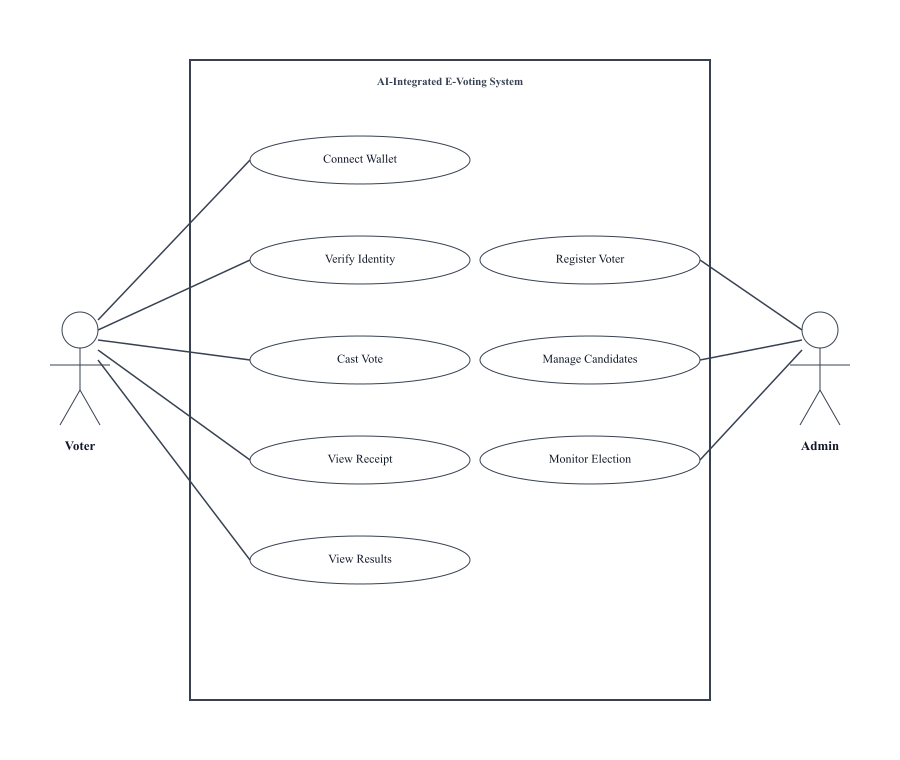 AI-Integrated E-Voting System
Connect Wallet
Verify Identity
Register Voter
Cast Vote
Manage Candidates
Voter
Admin
View Receipt
Monitor Election
View Results